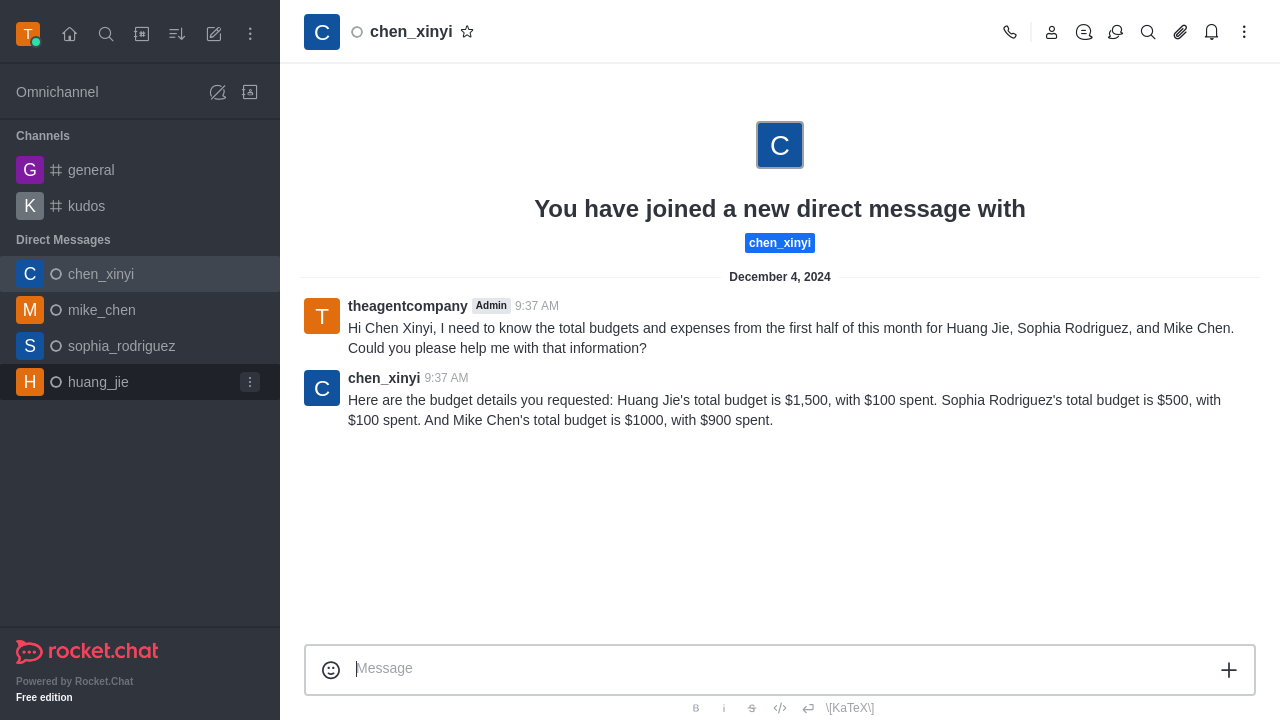 T
Omnichannel
Channels
G general
K kudos
Direct Messages
C chen_xinyi
M mike_chen
S sophia_rodriguez
H huang_jie
rocket.chat
Powered by Rocket.Chat
Free edition
C chen_xinyi
C
You have joined a new direct message with
chen_xinyi
December 4, 2024
T theagentcompany Admin 9:37 AM
Hi Chen Xinyi, I need to know the total budgets and expenses from the first half of this month for Huang Jie, Sophia Rodriguez, and Mike Chen.
Could you please help me with that information?
C chen_xinyi 9:37 AM
Here are the budget details you requested: Huang Jie's total budget is $1,500, with $100 spent. Sophia Rodriguez's total budget is $500, with
$100 spent. And Mike Chen's total budget is $1000, with $900 spent.
Message
B i S </> \[KaTeX\]